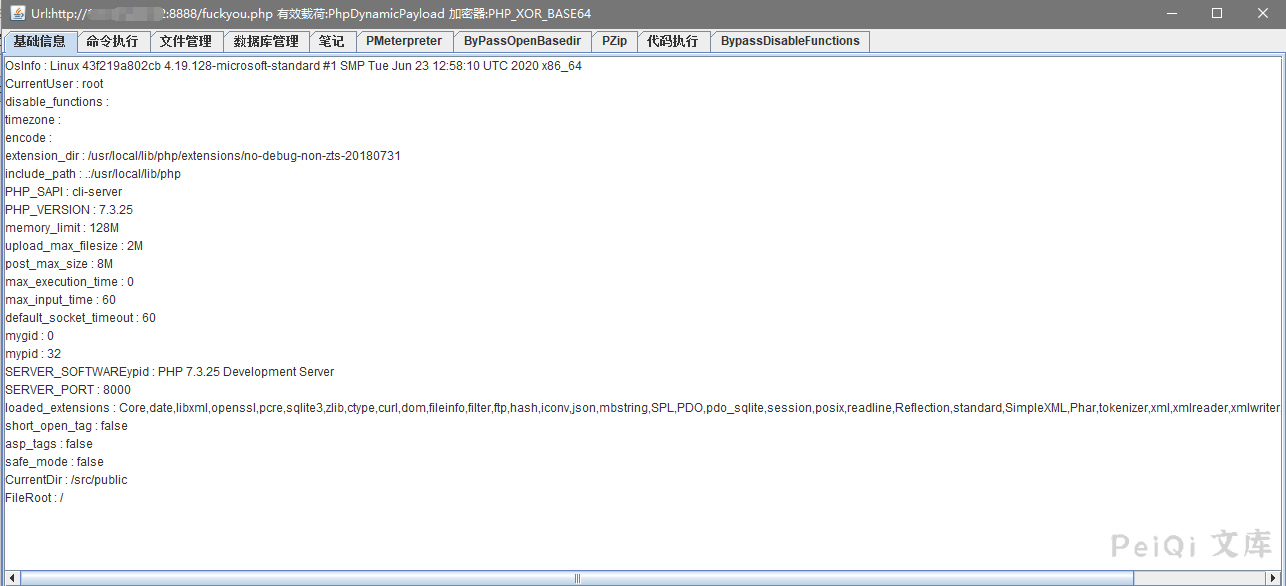 Url:http:// 2:8888/fuckyou.php 有效载荷:PhpDynamicPayload 加密器:PHP_XOR_BASE64
基础信息 命令执行 文件管理 数据库管理 笔记 PMeterpreter ByPassOpenBasedir PZip 代码执行 BypassDisableFunctions
OsInfo : Linux 43f219a802cb 4.19.128-microsoft-standard #1 SMP Tue Jun 23 12:58:10 UTC 2020 x86_64
CurrentUser : root
disable_functions :
timezone :
encode :
extension_dir : /usr/local/lib/php/extensions/no-debug-non-zts-20180731
include_path : .:/usr/local/lib/php
PHP_SAPI : cli-server
PHP_VERSION : 7.3.25
memory_limit : 128M
upload_max_filesize : 2M
post_max_size : 8M
max_execution_time : 0
max_input_time : 60
default_socket_timeout : 60
mygid : 0
mypid : 32
SERVER_SOFTWAREypid : PHP 7.3.25 Development Server
SERVER_PORT : 8000
loaded_extensions : Core,date,libxml,openssl,pcre,sqlite3,zlib,ctype,curl,dom,fileinfo,filter,ftp,hash,iconv,json,mbstring,SPL,PDO,pdo_sqlite,session,posix,readline,Reflection,standard,SimpleXML,Phar,tokenizer,xml,xmlreader,xmlwriter
short_open_tag : false
asp_tags : false
safe_mode : false
CurrentDir : /src/public
FileRoot : /
PeiQi 文库